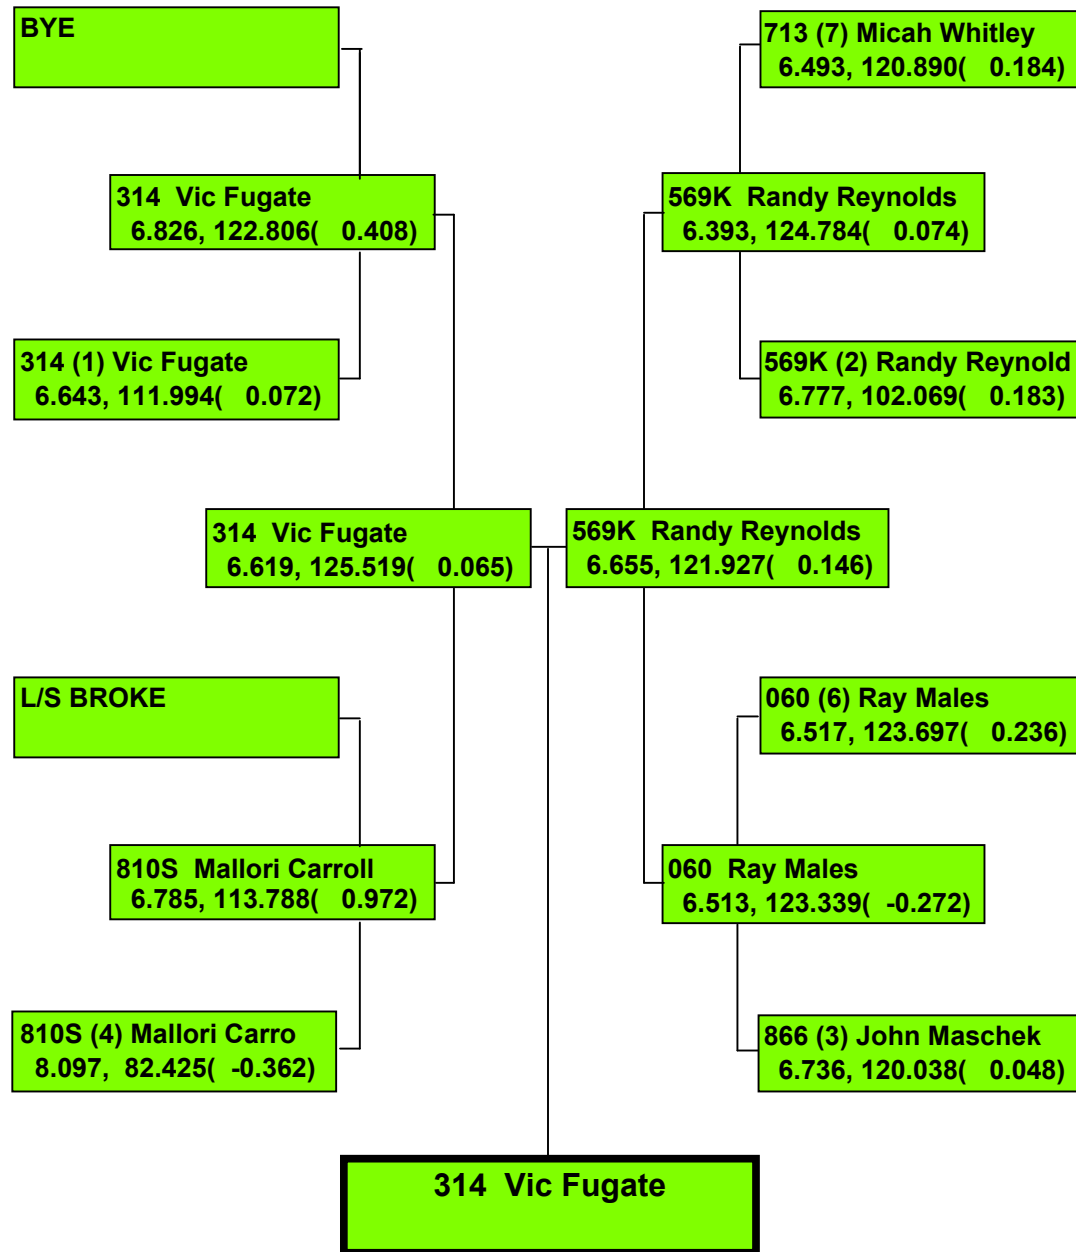 BYE
713 (7) Micah Whitley
6.493, 120.890( 0.184)
314 Vic Fugate
6.826, 122.806( 0.408)
569K Randy Reynolds
6.393, 124.784( 0.074)
314 (1) Vic Fugate
6.643, 111.994( 0.072)
569K (2) Randy Reynold
6.777, 102.069( 0.183)
314 Vic Fugate
6.619, 125.519( 0.065)
569K Randy Reynolds
6.655, 121.927( 0.146)
L/S BROKE
060 (6) Ray Males
6.517, 123.697( 0.236)
810S Mallori Carroll
6.785, 113.788( 0.972)
060 Ray Males
6.513, 123.339( -0.272)
810S (4) Mallori Carro
8.097, 82.425( -0.362)
866 (3) John Maschek
6.736, 120.038( 0.048)
314 Vic Fugate